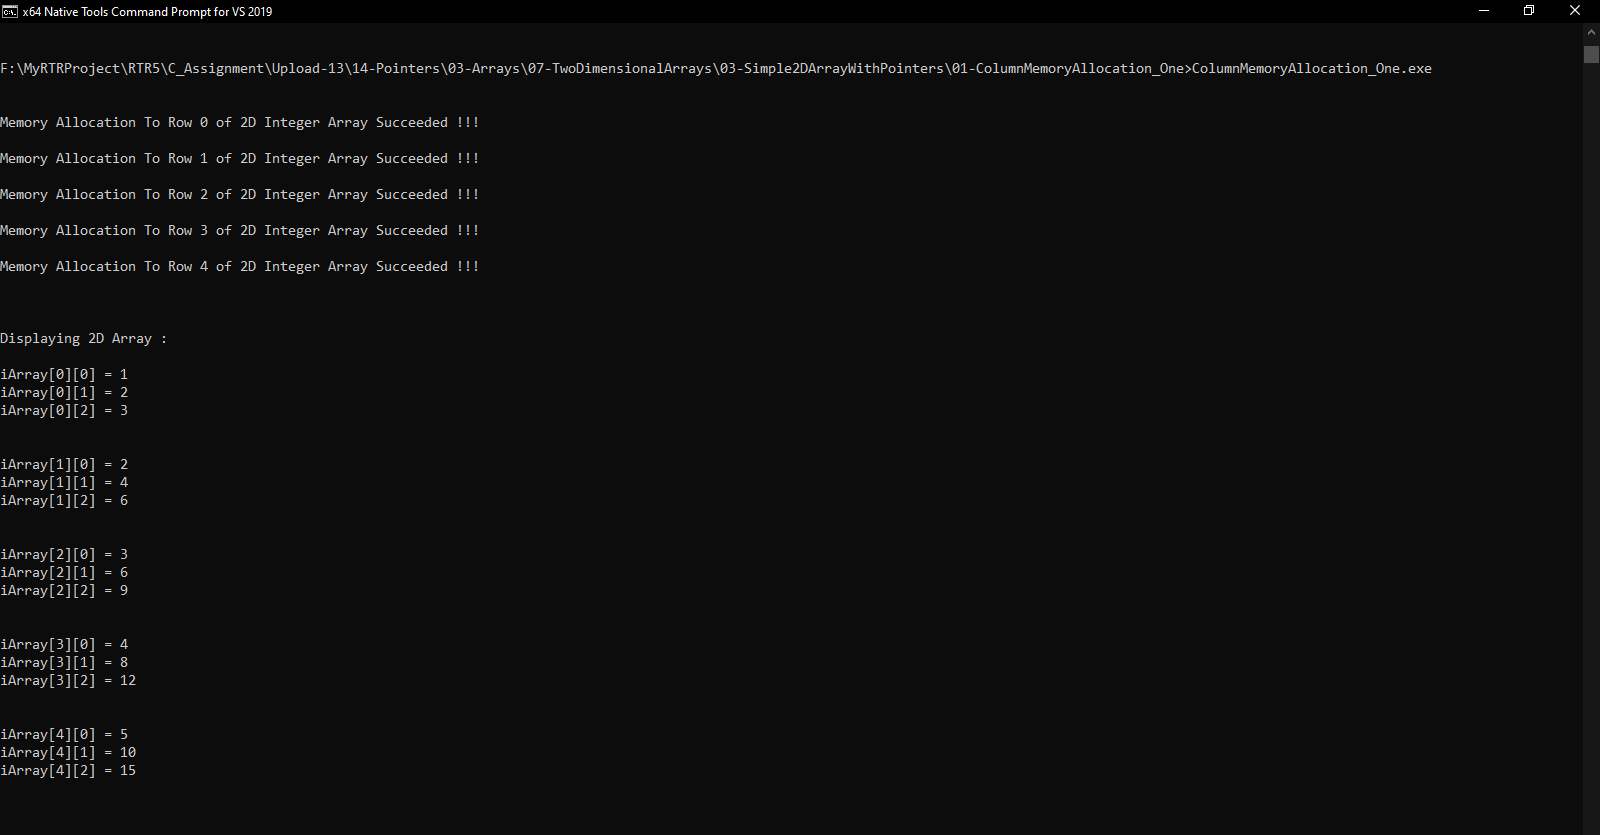 x64 Native Tools Command Prompt for VS 2019
F:\MyRTRProject\RTR5\C_Assignment\Upload-13\14-Pointers\03-Arrays\07-TwoDimensionalArrays\03-Simple2DArrayWithPointers\01-ColumnMemoryAllocation_One>ColumnMemoryAllocation_One.exe
Memory Allocation To Row 0 of 2D Integer Array Succeeded !!!
Memory Allocation To Row 1 of 2D Integer Array Succeeded !!!
Memory Allocation To Row 2 of 2D Integer Array Succeeded !!!
Memory Allocation To Row 3 of 2D Integer Array Succeeded !!!
Memory Allocation To Row 4 of 2D Integer Array Succeeded !!!
Displaying 2D Array :
iArray[0][0] = 1
iArray[0][1] = 2
iArray[0][2] = 3
iArray[1][0] = 2
iArray[1][1] = 4
iArray[1][2] = 6
iArray[2][0] = 3
iArray[2][1] = 6
iArray[2][2] = 9
iArray[3][0] = 4
iArray[3][1] = 8
iArray[3][2] = 12
iArray[4][0] = 5
iArray[4][1] = 10
iArray[4][2] = 15